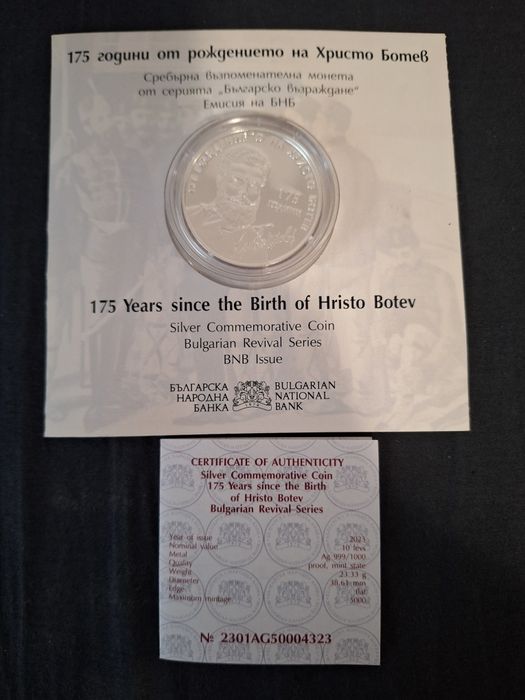 175 години от рождението на Христо Ботев
Сребърна възпоменателна монета
от серията „Българско възраждане“
Емисия на БНБ
175
ГОДИНИ
175 Years since the Birth of Hristo Botev
Silver Commemorative Coin
Bulgarian Revival Series
BNB Issue
БЪЛГАРСКА
НАРОДНА
БАНКА
BULGARIAN
NATIONAL
BANK
CERTIFICATE OF AUTHENTICITY
Silver Commemorative Coin
175 Years since the Birth
of Hristo Botev
Bulgarian Revival Series
Year of issue 2023
Nominal value 10 levs
Metal Ag 999/1000
Quality proof, mint state
Weight 23.33 g
Diameter 38.61 mm
Edge flat
Maximum mintage 5000
№ 2301AG50004323